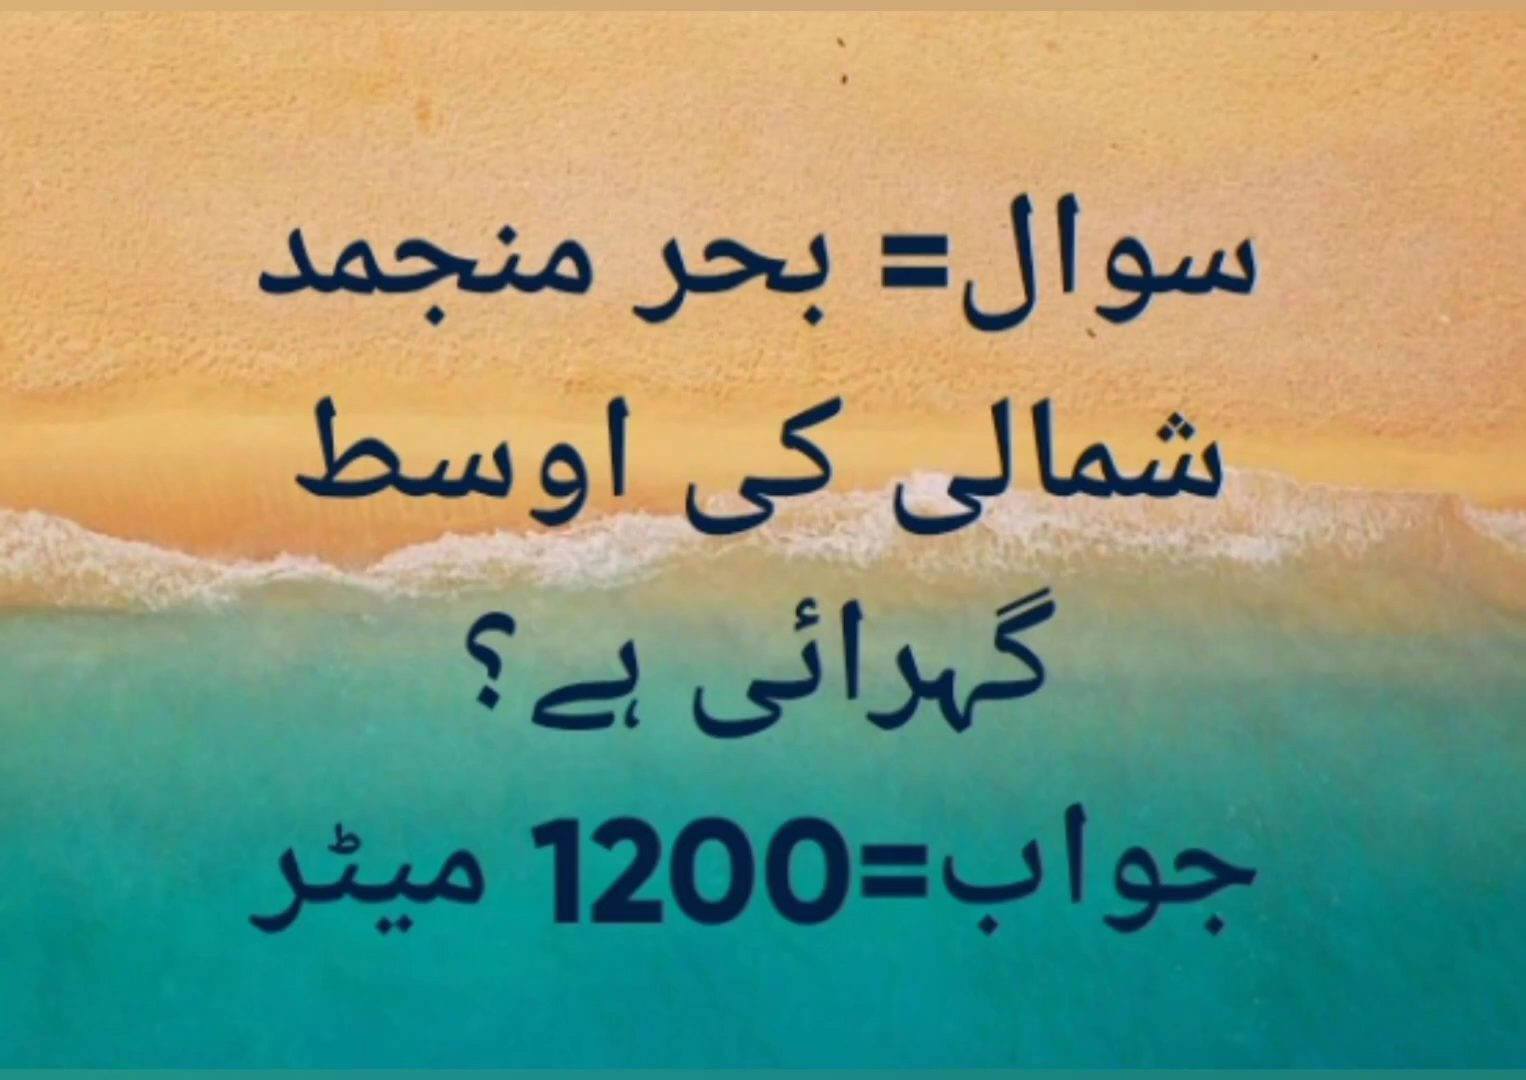 سوال= بحر منجمد
شمالی کی اوسط
گہرائی ہے؟
جواب=1200 میٹر